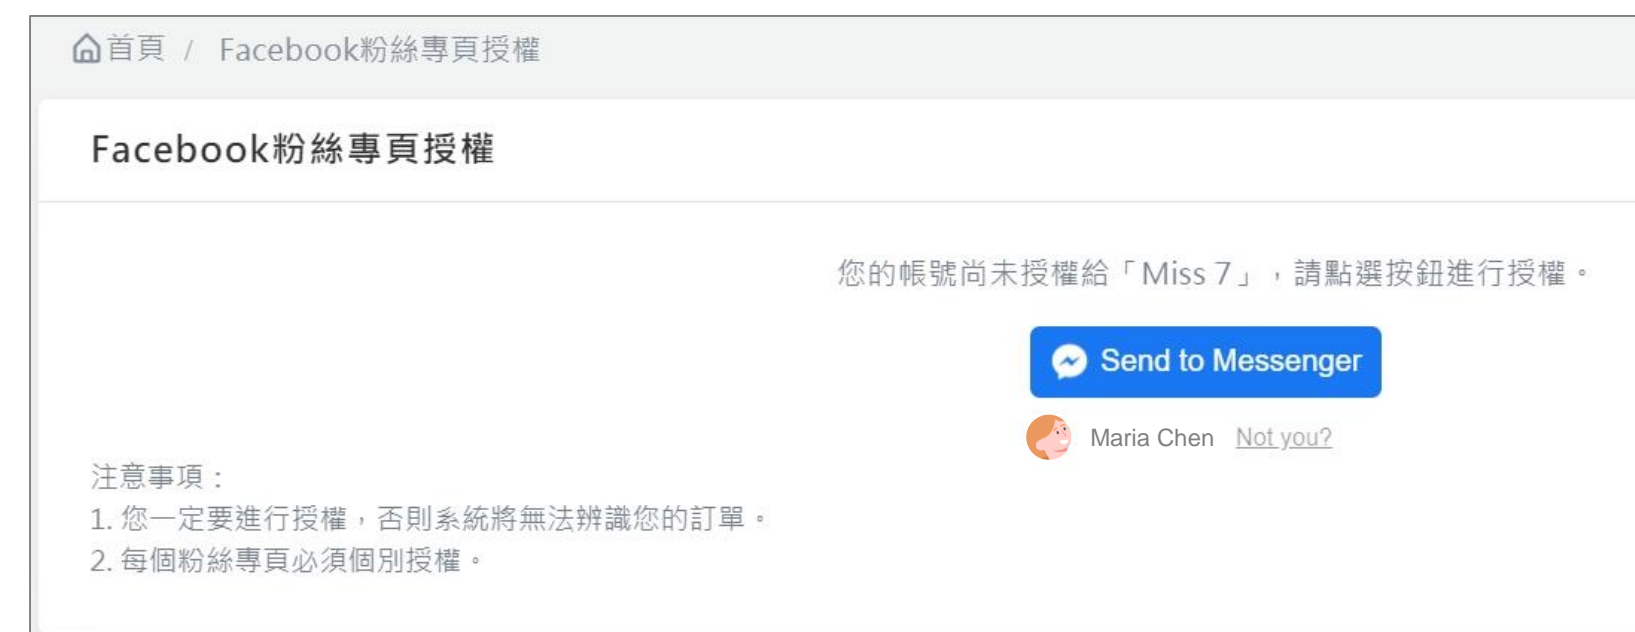 首頁 / Facebook粉絲專頁授權
Facebook粉絲專頁授權
您的帳號尚未授權給「Miss 7」，請點選按鈕進行授權。
Send to Messenger
Maria Chen Not you?
注意事項：
1. 您一定要進行授權，否則系統將無法辨識您的訂單。
2. 每個粉絲專頁必須個別授權。